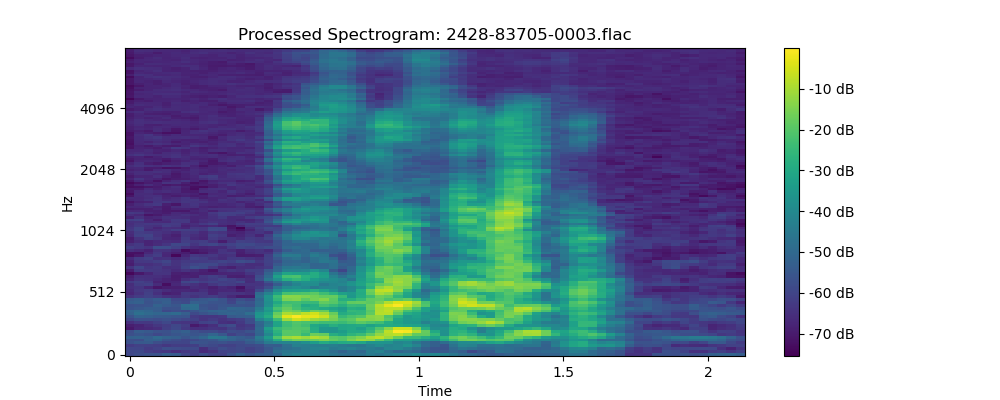 Processed Spectrogram: 2428-83705-0003.flac
Hz
4096
2048
1024
512
0
0
0.5
1
1.5
2
Time
-10 dB
-20 dB
-30 dB
-40 dB
-50 dB
-60 dB
-70 dB